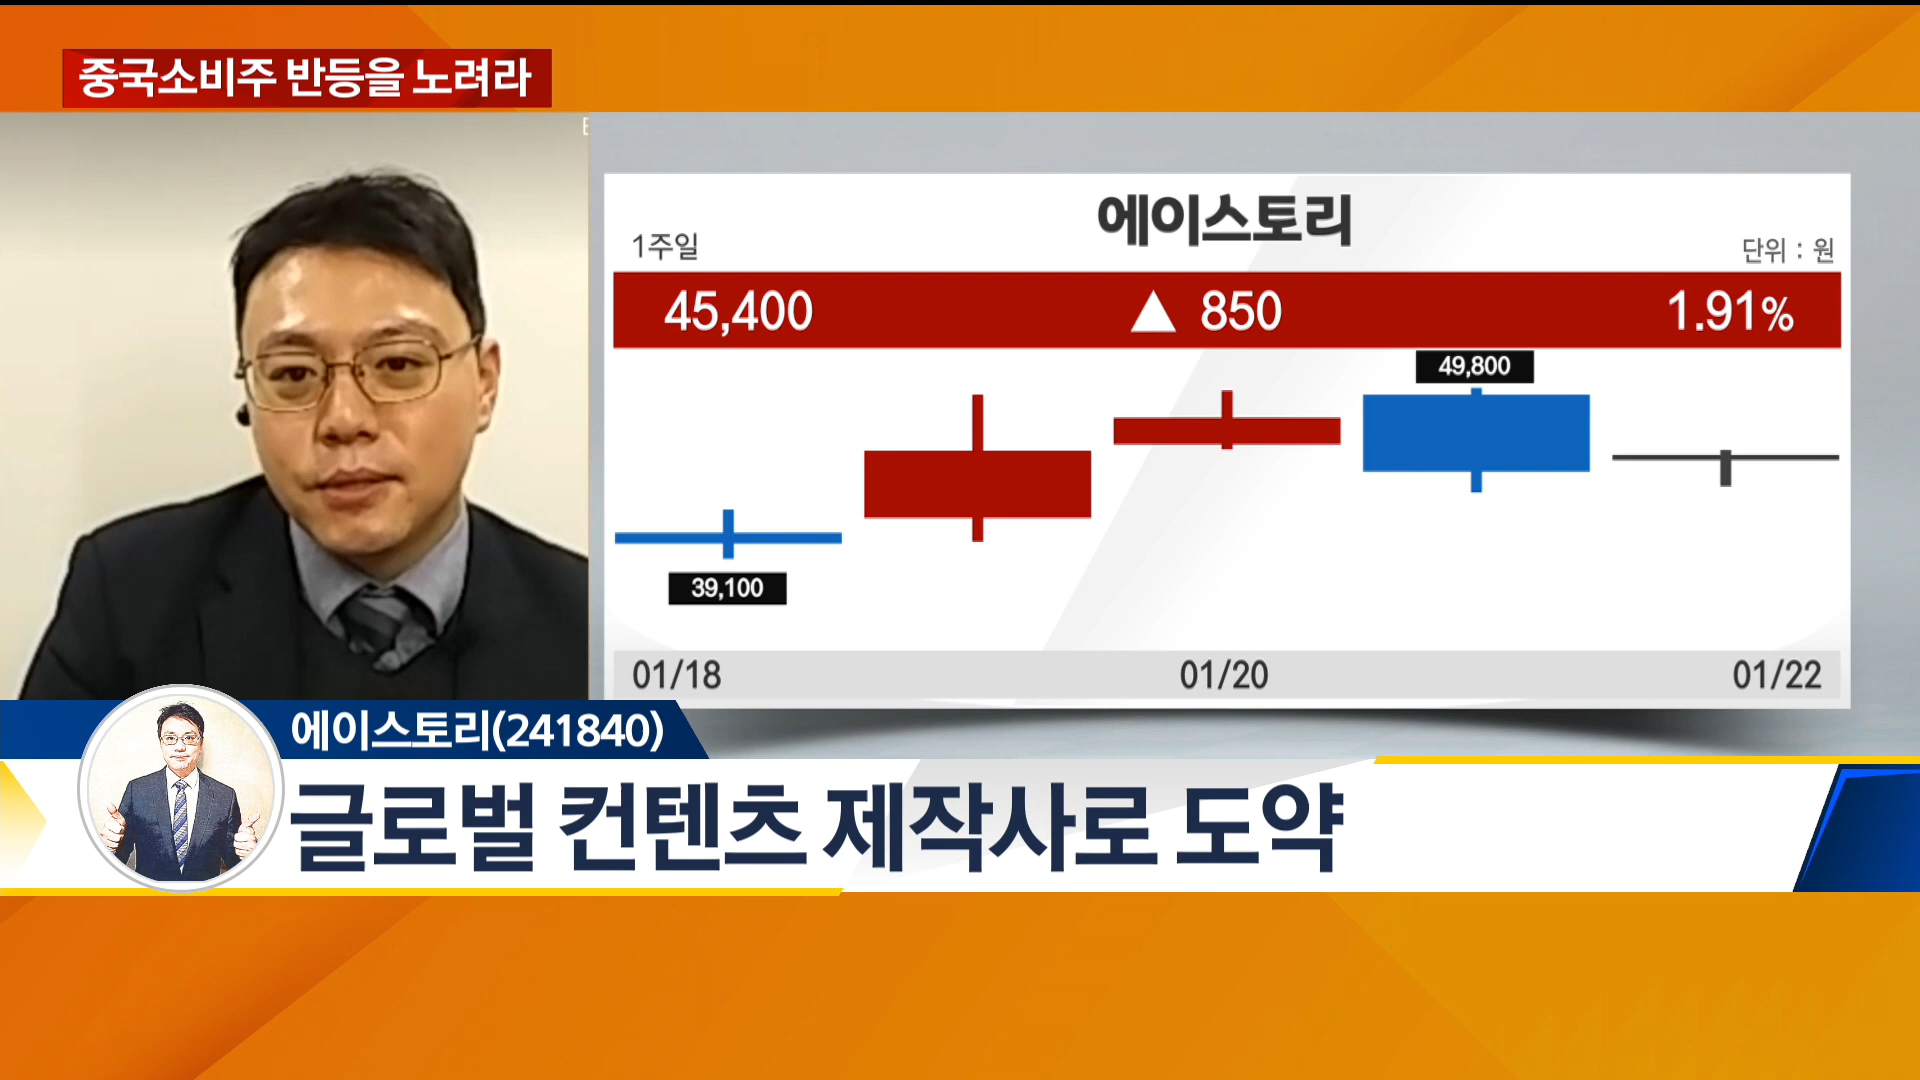 중국소비주 반등을 노려라
에이스토리
1주일
단위 : 원
45,400 ▲ 850 1.91%
49,800
39,100
01/18 01/20 01/22
에이스토리(241840)
글로벌 컨텐츠 제작사로 도약